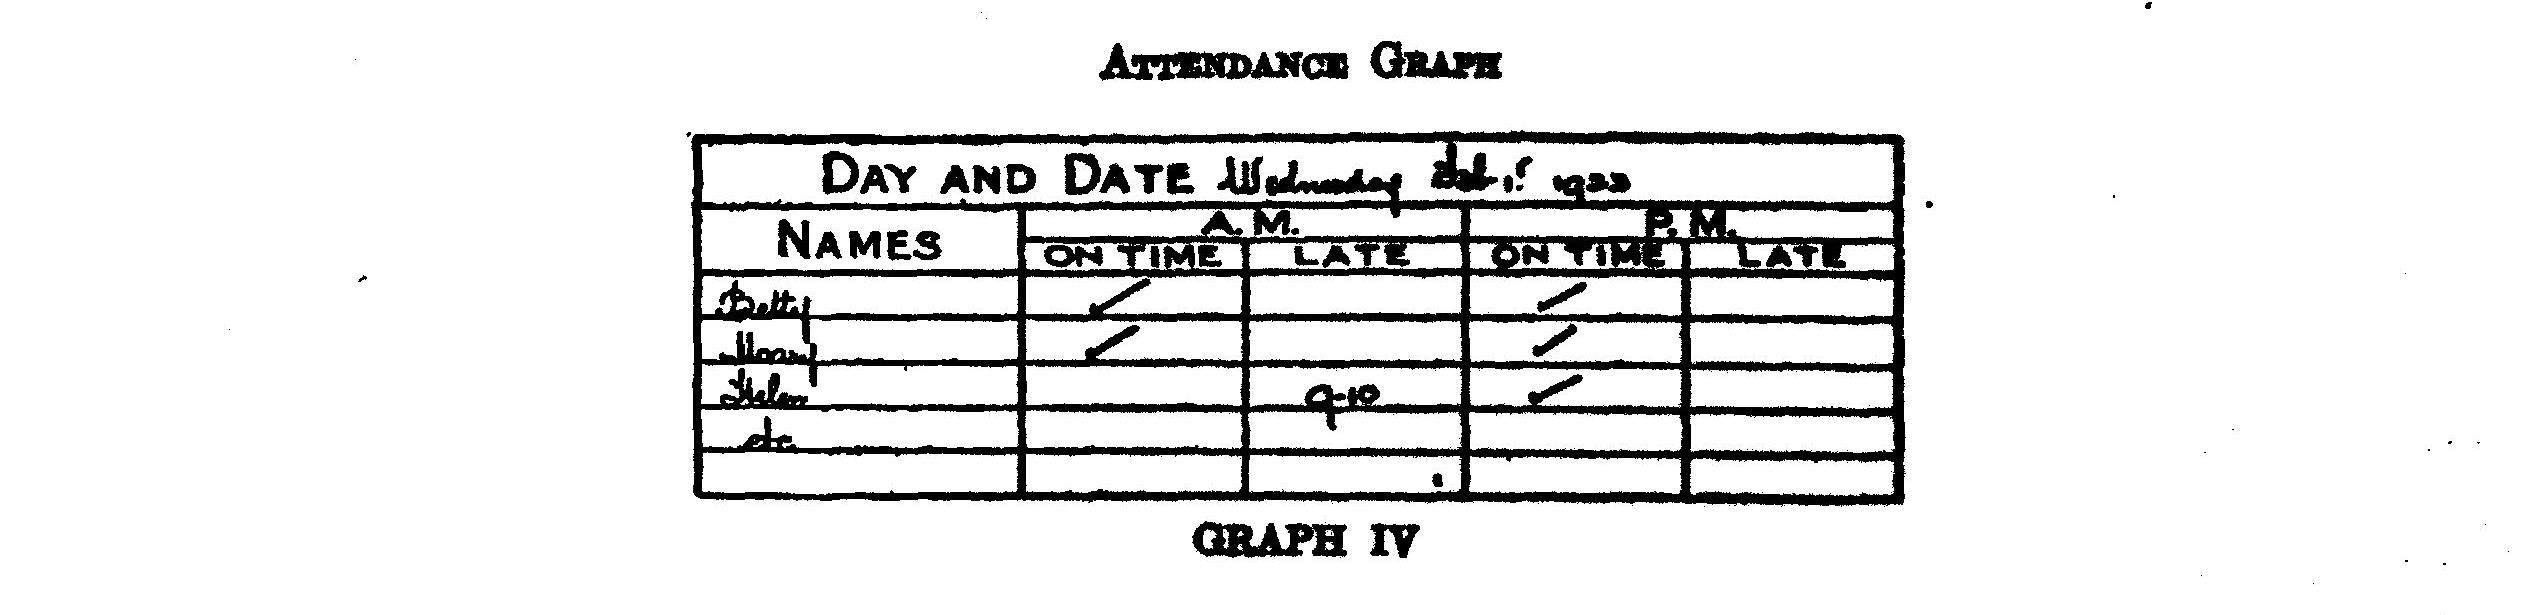 ATTENDANCE GRAPH
DAY AND DATE Wednesday Feb. 1st 1922
NAMES A.M. P.M.
ON TIME LATE ON TIME LATE
Betty ✓ ✓
✓ ✓
Helen 9-10 ✓
etc.
GRAPH IV